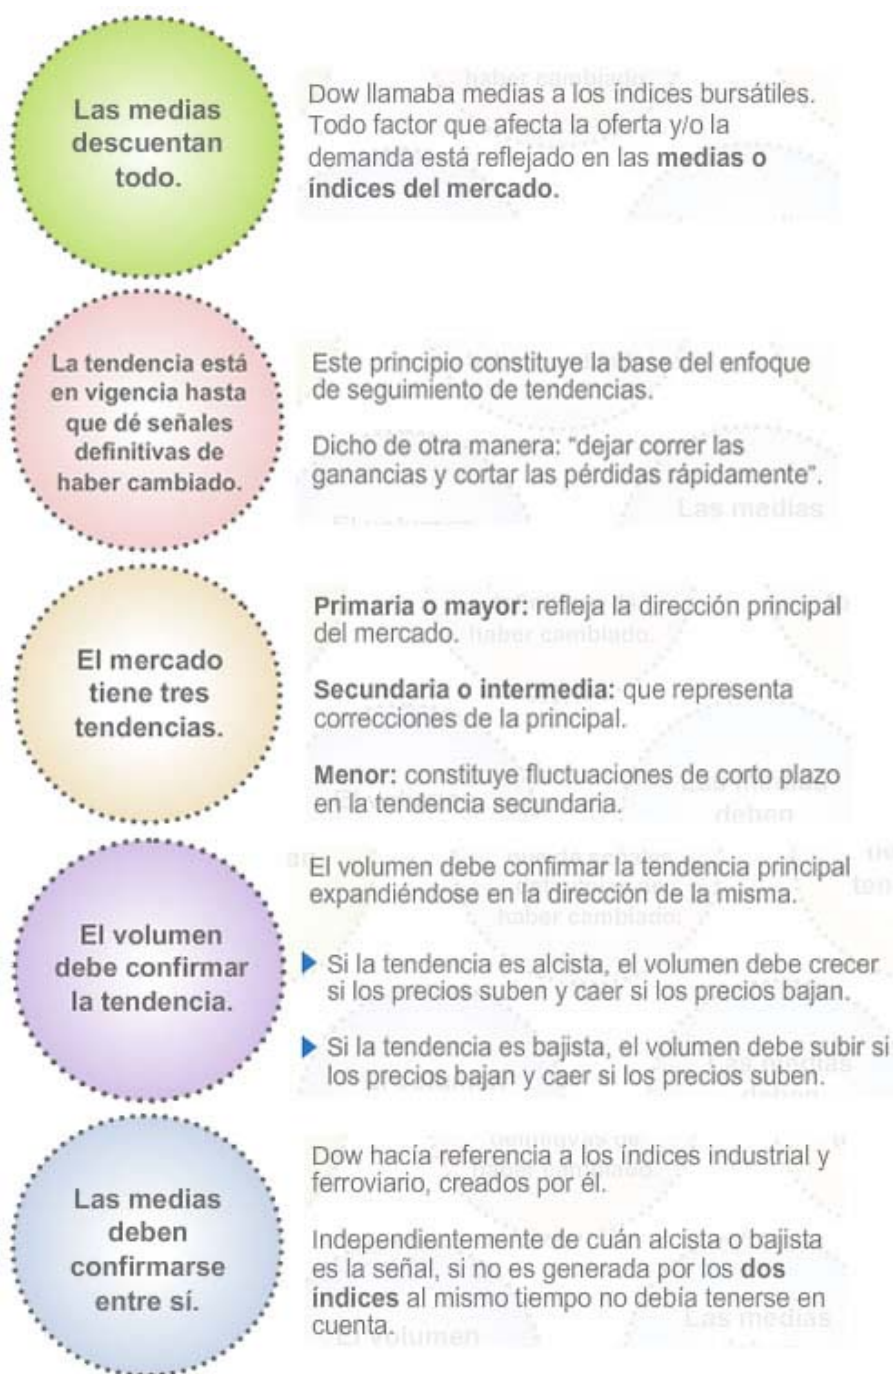 Las medias
descuentan
todo.
Dow llamaba medias a los índices bursátiles.
Todo factor que afecta la oferta y/o la
demanda está reflejado en las medias o
índices del mercado.
La tendencia está
en vigencia hasta
que dé señales
definitivas de
haber cambiado.
Este principio constituye la base del enfoque
de seguimiento de tendencias.
Dicho de otra manera: "dejar correr las
ganancias y cortar las pérdidas rápidamente".
El mercado
tiene tres
tendencias.
Primaria o mayor: refleja la dirección principal
del mercado.
Secundaria o intermedia: que representa
correcciones de la principal.
Menor: constituye fluctuaciones de corto plazo
en la tendencia secundaria.
El volumen
debe confirmar
la tendencia.
El volumen debe confirmar la tendencia principal
expandiéndose en la dirección de la misma.
Si la tendencia es alcista, el volumen debe crecer
si los precios suben y caer si los precios bajan.
Si la tendencia es bajista, el volumen debe subir si
los precios bajan y caer si los precios suben.
Las medias
deben
confirmarse
entre sí.
Dow hacía referencia a los índices industrial y
ferroviario, creados por él.
Independientemente de cuán alcista o bajista
es la señal, si no es generada por los dos
índices al mismo tiempo no debía tenerse en
cuenta.